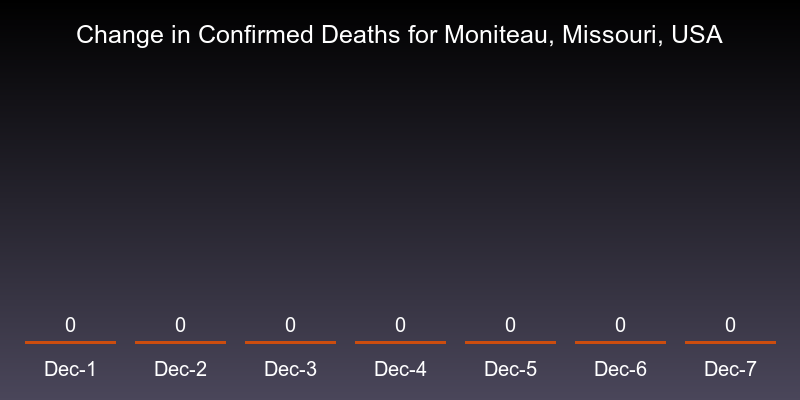 Change in Confirmed Deaths for Moniteau, Missouri, USA
0 0 0 0 0 0 0
Dec-1 Dec-2 Dec-3 Dec-4 Dec-5 Dec-6 Dec-7